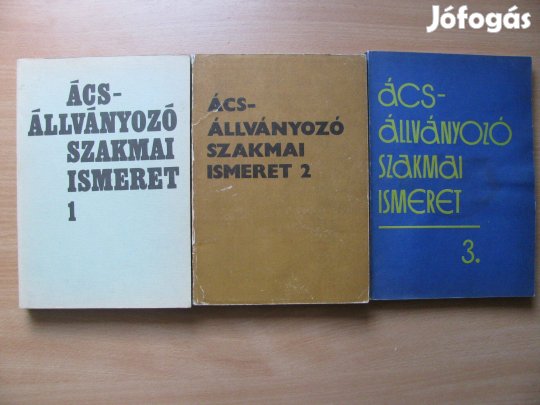 Jófogás
ÁCS-
ÁLLVÁNYOZÓ
SZAKMAI
ISMERET
1
ÁCS-
ÁLLVÁNYOZÓ
SZAKMAI
ISMERET 2
ács-
állványozó
szakmai
ismeret
3.